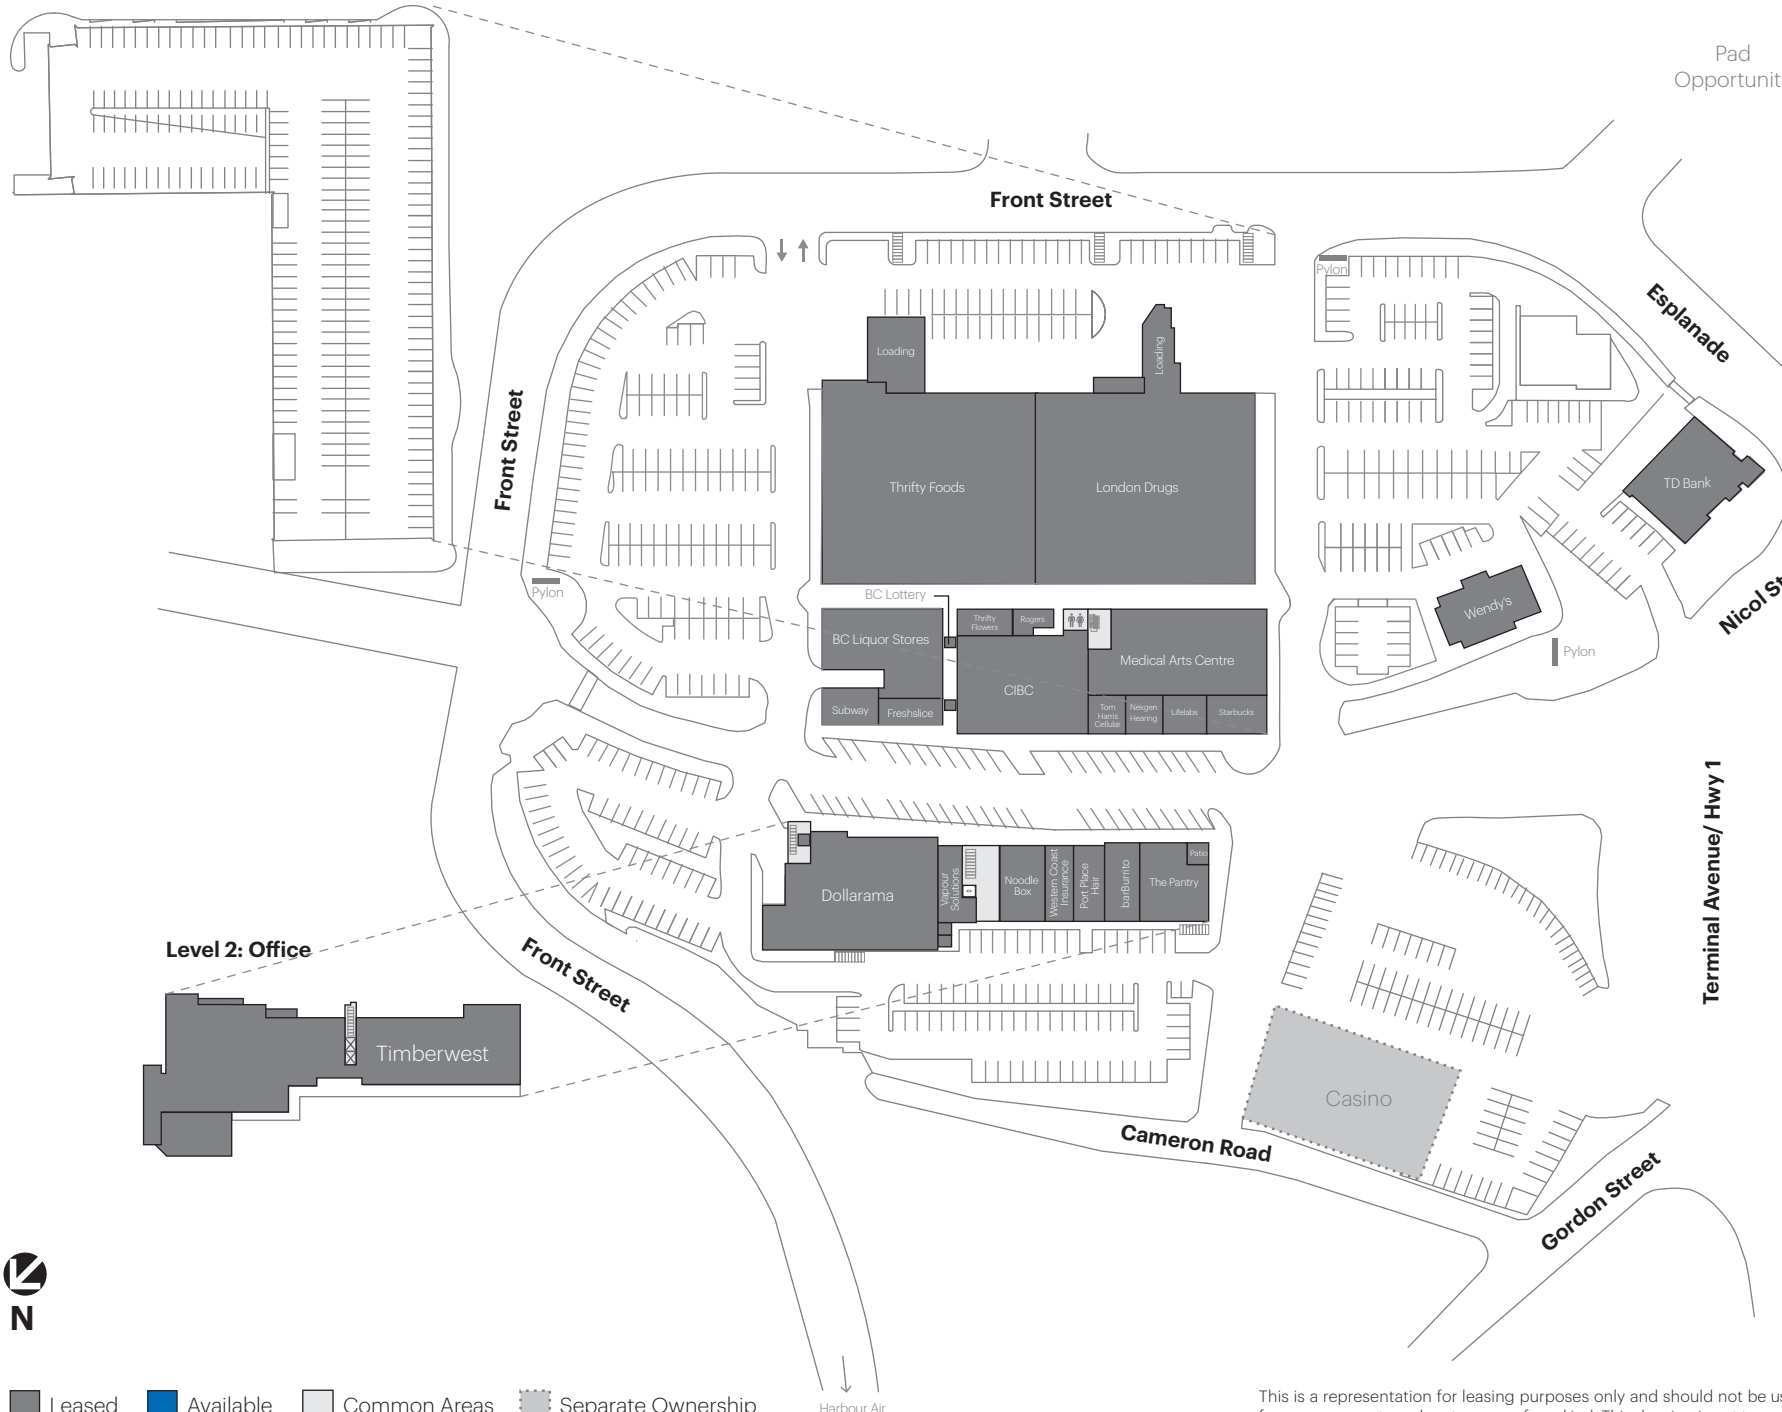 Pad
Opportunit
Front Street
Pylon
Esplanade
Loading
Loading
Front Street
Thrifty Foods
London Drugs
TD Bank
Pylon
BC Lottery
Wendy's
Nicol St
Thrifty
Flowers
Rogers
BC Liquor Stores
Medical Arts Centre
Pylon
CIBC
Subway
Freshslice
Tom
Harris
Cellular
Nexgen
Hearing
Lifelabs
Starbucks
Terminal Avenue/ Hwy 1
Dollarama
Vapour
Solutions
Noodle
Box
Western Coast
Insurance
Port Place
Hair
barBurrito
The Pantry
Patio
Level 2: Office
Front Street
Timberwest
Casino
Cameron Road
Gordon Street
N
Leased
Available
Common Areas
Separate Ownership
Harbour Air
This is a representation for leasing purposes only and should not be us